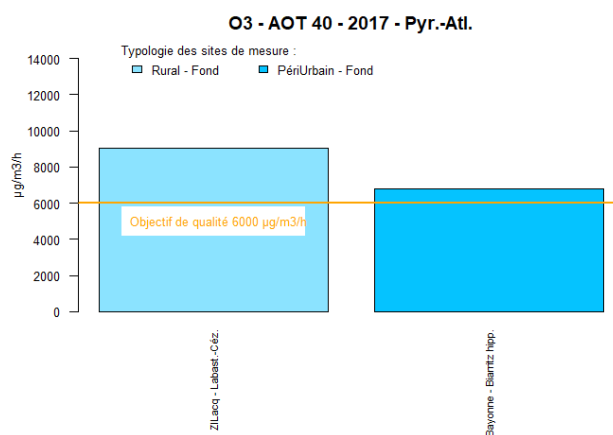 O3 - AOT 40 - 2017 - Pyr.-Atl.
Typologie des sites de mesure :
Rural - Fond
PériUrbain - Fond
µg/m3/h
14000
12000
10000
8000
6000
4000
2000
0
Objectif de qualité 6000 µg/m3/h
ZILacq - Labast.-Céz.
Bayonne - Biarritz hipp.